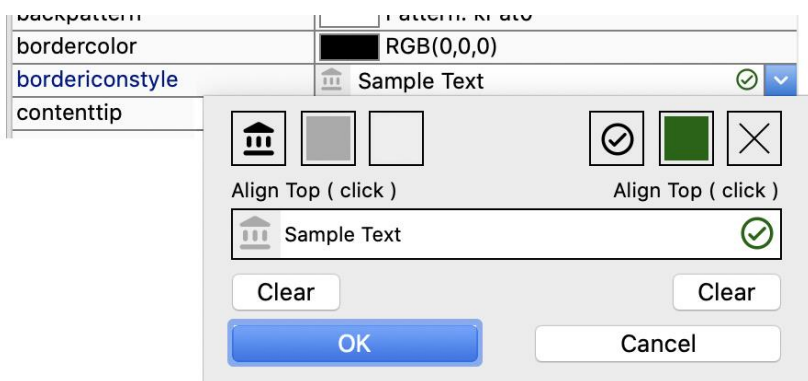 bordercolor RGB(0,0,0)
bordericonstyle Sample Text
contenttip
Align Top ( click ) Align Top ( click )
Sample Text
Clear Clear
OK Cancel